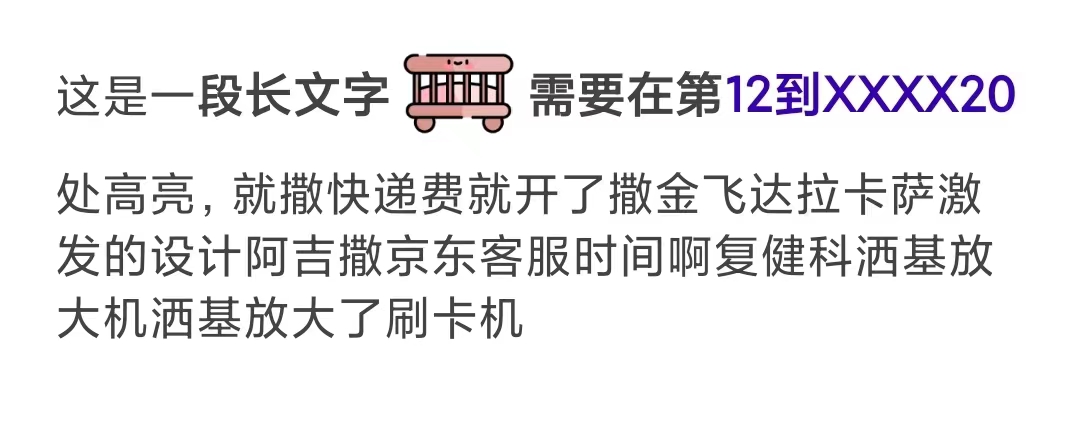 这是一段长文字 需要在第12到XXXX20
处高亮，就撒快递费就开了撒金飞达拉卡萨激
发的设计阿吉撒京东客服时间啊复健科洒基放
大机洒基放大了刷卡机